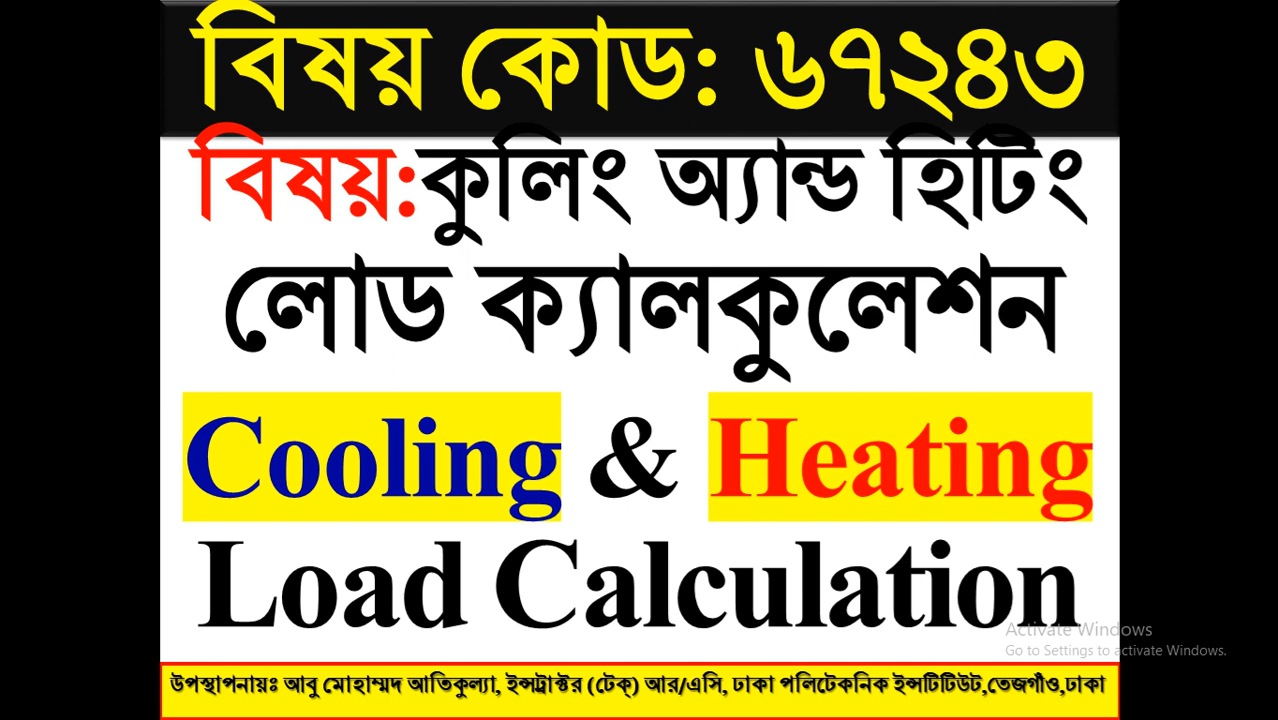 বিষয় কোড: ৬৭২৪৩
বিষয়:কুলিং অ্যান্ড হিটিং
লোড ক্যালকুলেশন
Cooling & Heating
Load Calculation
Activate Windows
Go to Settings to activate Windows.
উপস্থাপনায়ঃ আবু মোহাম্মদ আতিকুল্যা, ইন্সট্রাক্টর (টেক্) আর/এসি, ঢাকা পলিটেকনিক ইন্সটিটিউট,তেজগাঁও,ঢাকা